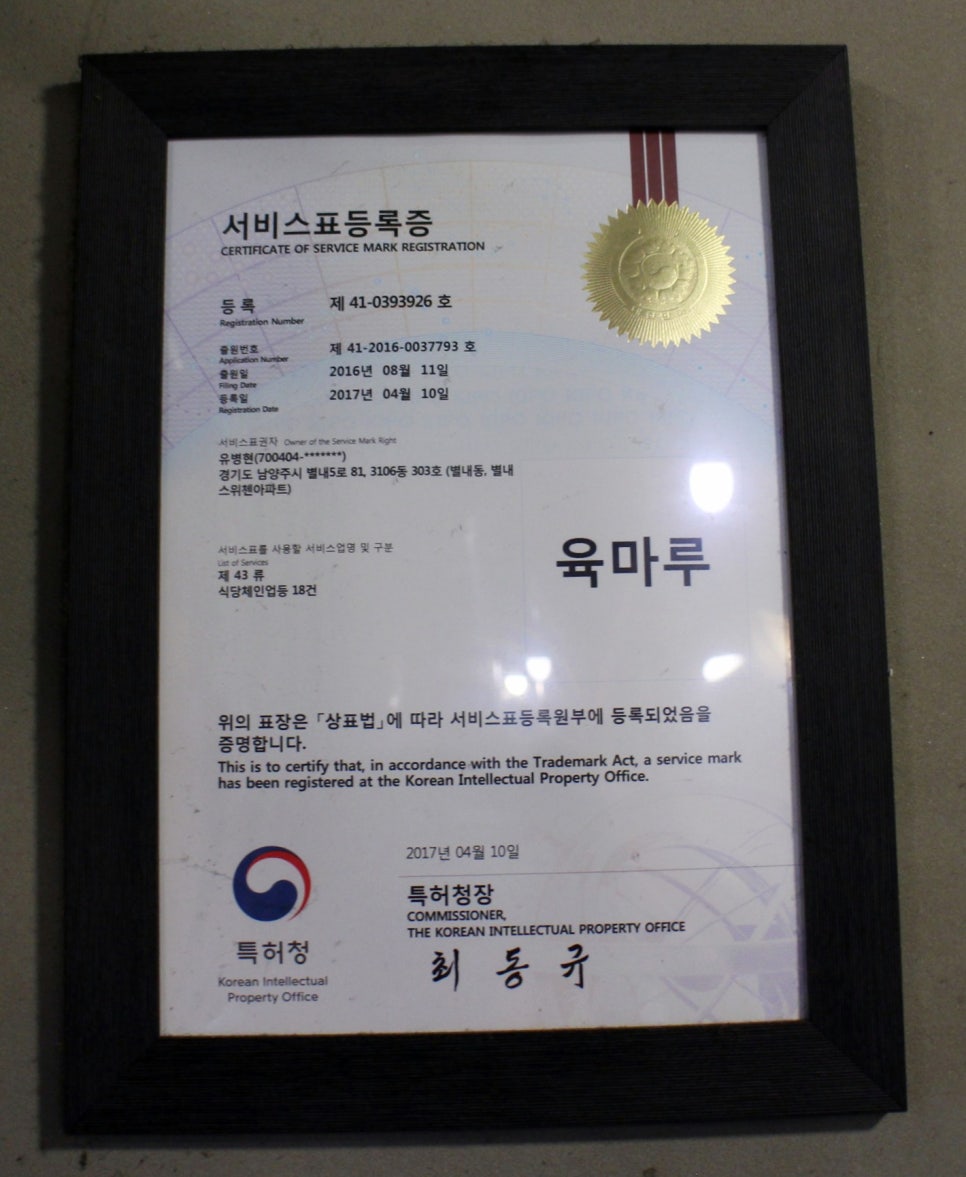 서비스표등록증
CERTIFICATE OF SERVICE MARK REGISTRATION
등 록 제 41-0393926 호
Registration Number
출원번호 제 41-2016-0037793 호
Application Number
출원일 2016년 08월 11일
Filing Date
등록일 2017년 04월 10일
Registration Date
서비스표권자 Owner of the Service Mark Right
유병현(700404-*******)
경기도 남양주시 별내5로 81, 3106동 303호 (별내동, 별내
스위첸아파트)
서비스표를 사용할 서비스업명 및 구분
List of Services
제 43 류
식당체인업등 18건
육마루
위의 표장은 「상표법」에 따라 서비스표등록원부에 등록되었음을
증명합니다.
This is to certify that, in accordance with the Trademark Act, a service mark
has been registered at the Korean Intellectual Property Office.
2017년 04월 10일
특허청장
COMMISSIONER,
THE KOREAN INTELLECTUAL PROPERTY OFFICE
최동규
특허청
Korean Intellectual
Property Office